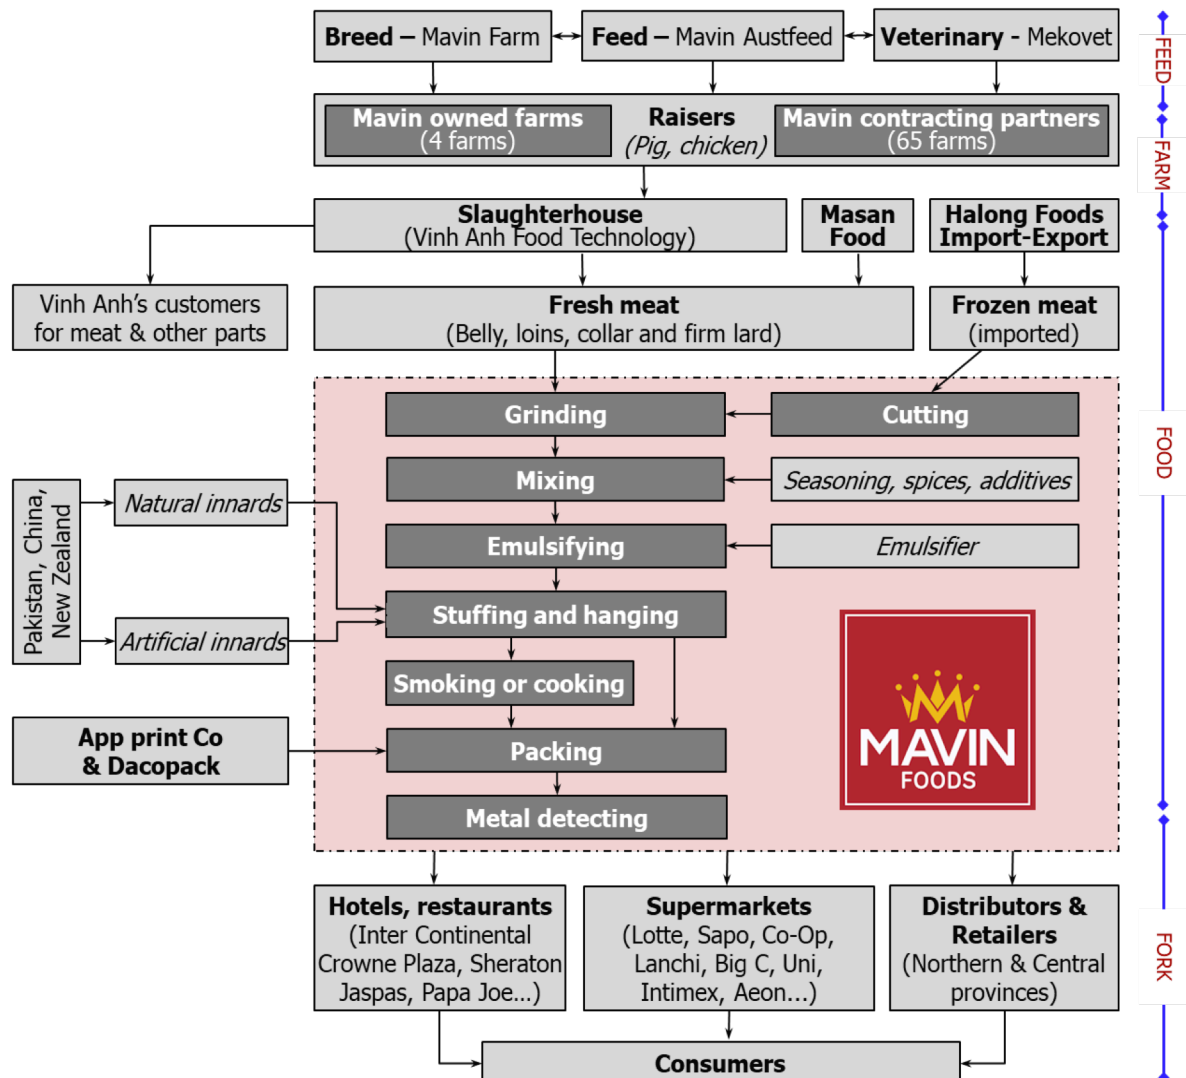 Breed – Mavin Farm
Feed – Mavin Austfeed
Veterinary - Mekovet
FEED
Mavin owned farms
(4 farms)
Raisers
(Pig, chicken)
Mavin contracting partners
(65 farms)
FARM
Slaughterhouse
(Vinh Anh Food Technology)
Masan
Food
Halong Foods
Import-Export
Vinh Anh’s customers
for meat & other parts
Fresh meat
(Belly, loins, collar and firm lard)
Frozen meat
(imported)
Grinding
Cutting
Mixing
Seasoning, spices, additives
FOOD
Pakistan, China,
New Zealand
Natural innards
Emulsifying
Emulsifier
Artificial innards
Stuffing and hanging
Smoking or cooking
App print Co
& Dacopack
Packing
Metal detecting
MAVIN
FOODS
Hotels, restaurants
(Inter Continental
Crowne Plaza, Sheraton
Jaspas, Papa Joe...)
Supermarkets
(Lotte, Sapo, Co-Op,
Lanchi, Big C, Uni,
Intimex, Aeon...)
Distributors &
Retailers
(Northern & Central
provinces)
FORK
Consumers